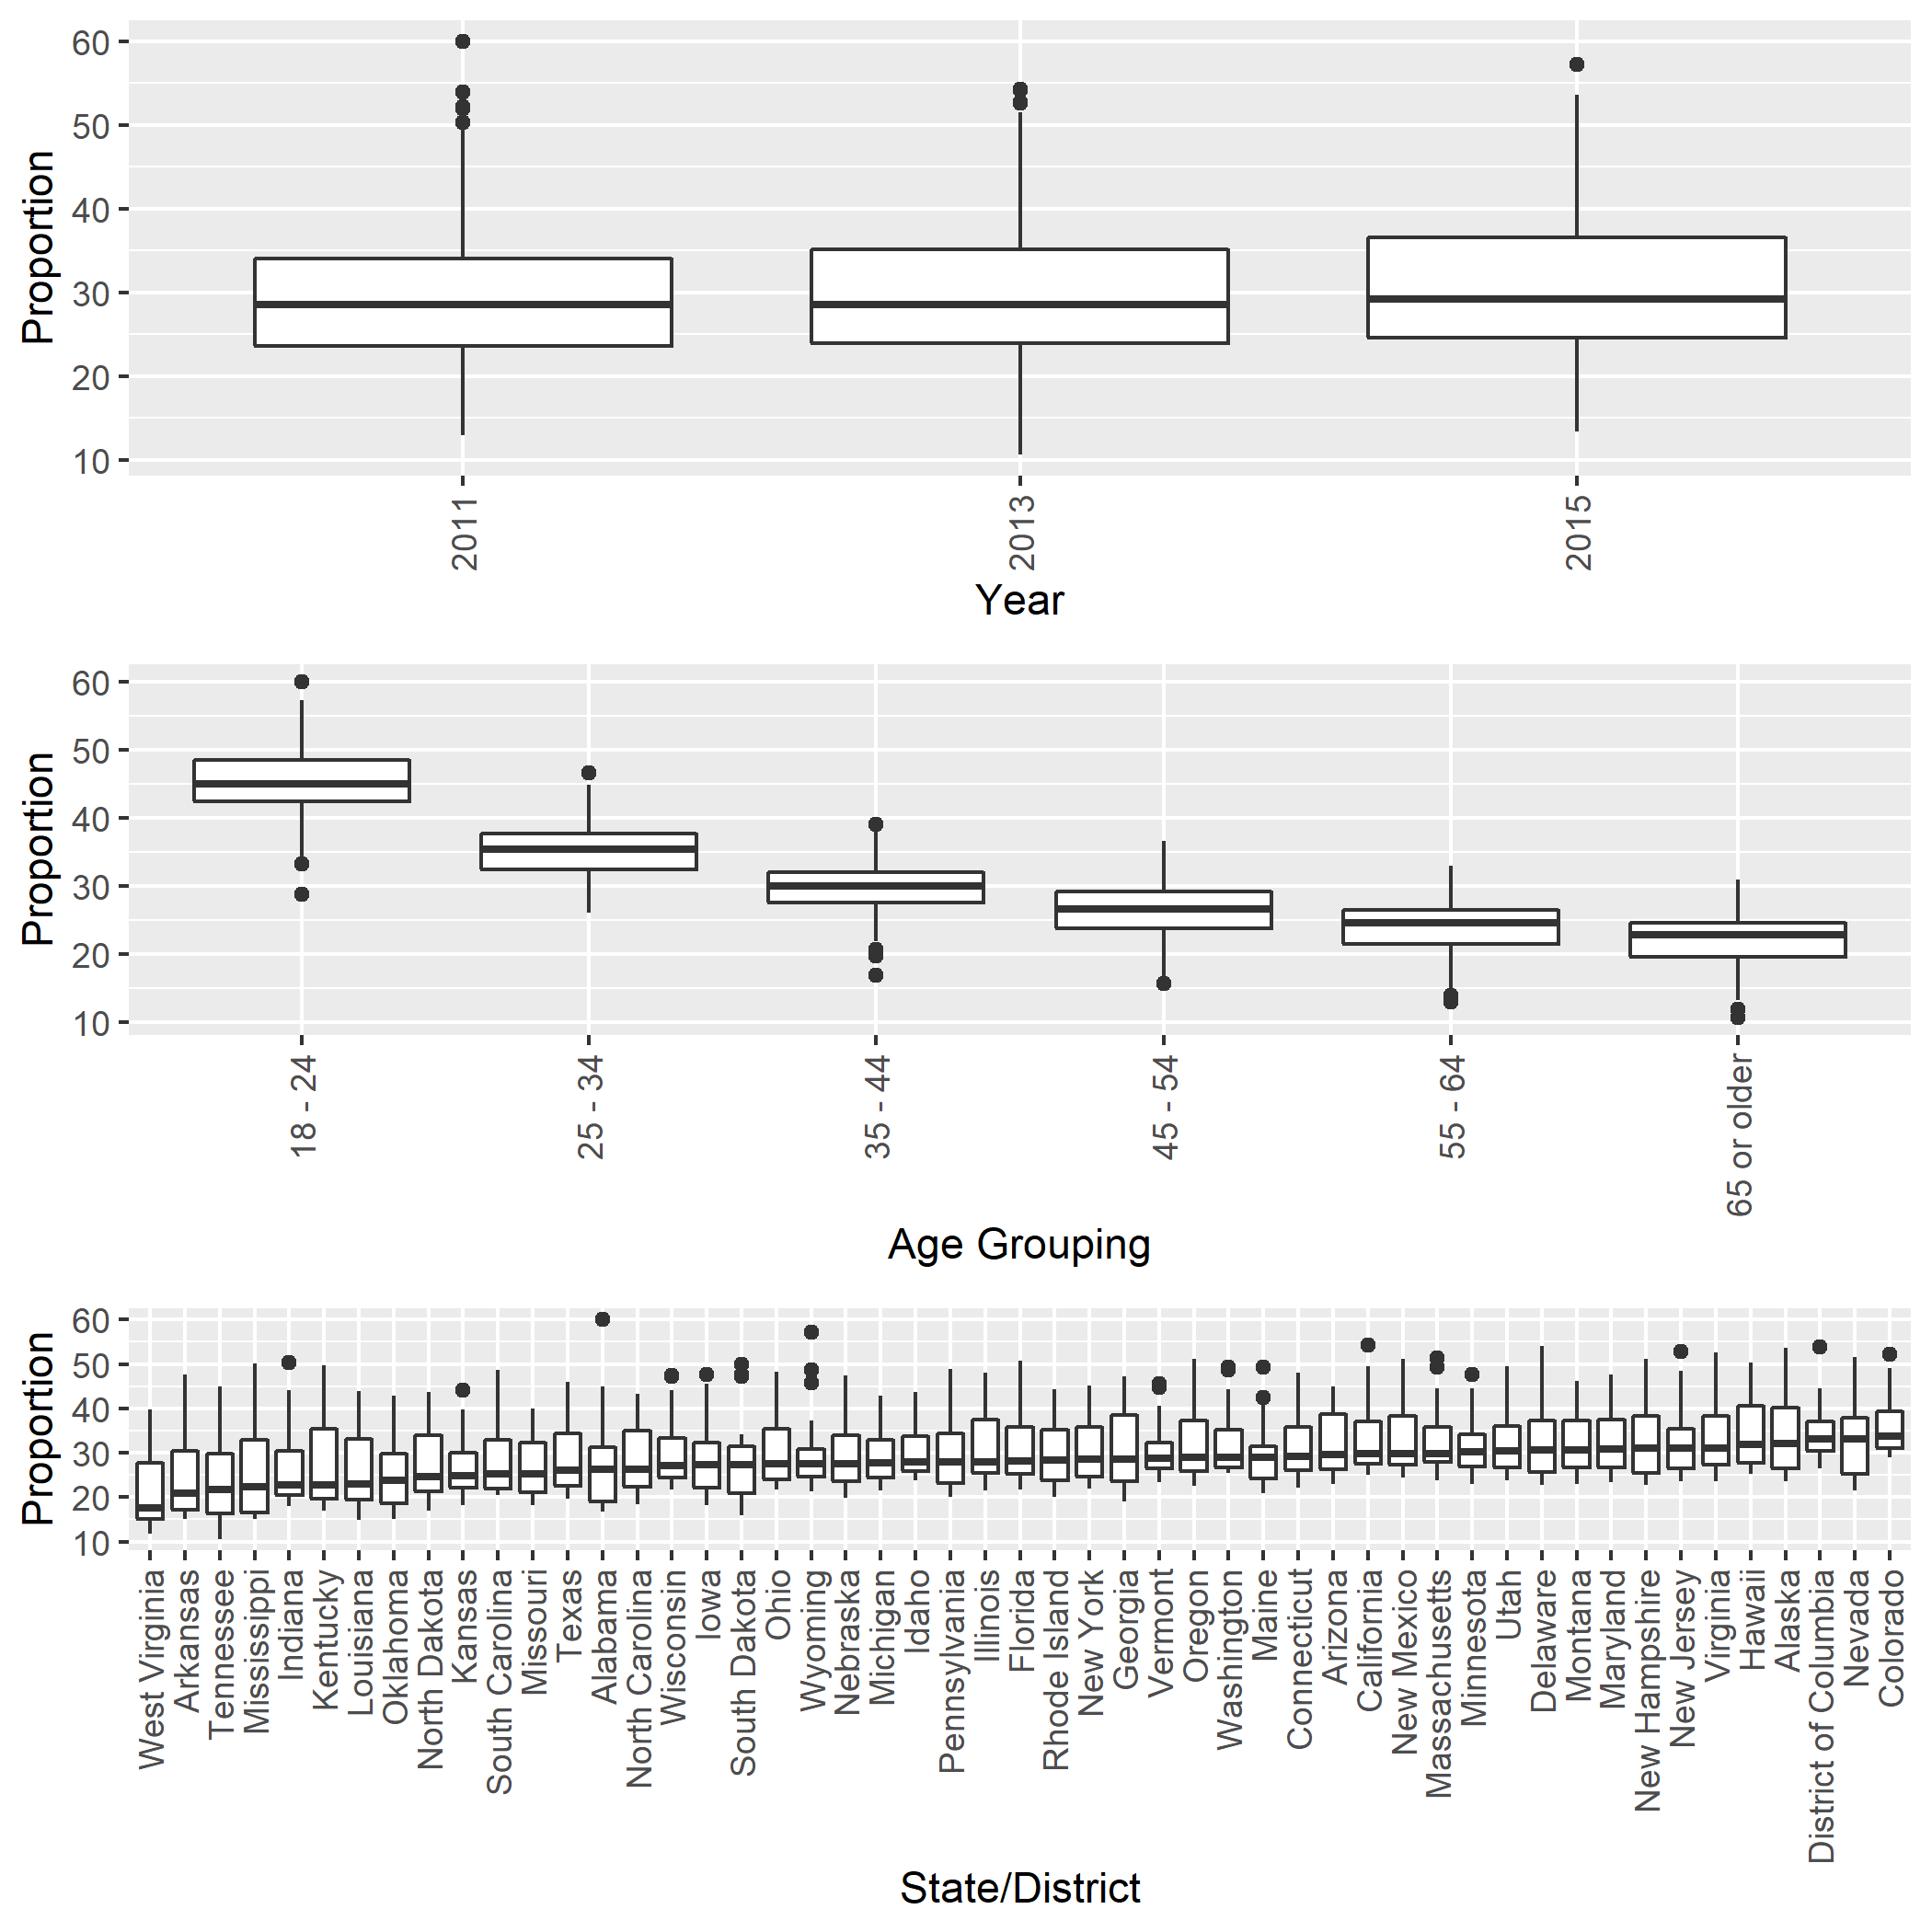 Proportion
60
50
40
30
20
10
2011
2013
2015
Year
Proportion
60
50
40
30
20
10
18 - 24
25 - 34
35 - 44
45 - 54
55 - 64
65 or older
Age Grouping
Proportion
60
50
40
30
20
10
West Virginia
Arkansas
Tennessee
Mississippi
Indiana
Kentucky
Louisiana
Oklahoma
North Dakota
Kansas
South Carolina
Missouri
Texas
Alabama
North Carolina
Wisconsin
Iowa
South Dakota
Ohio
Wyoming
Nebraska
Michigan
Idaho
Pennsylvania
Illinois
Florida
Rhode Island
New York
Georgia
Vermont
Oregon
Washington
Maine
Connecticut
Arizona
California
New Mexico
Massachusetts
Minnesota
Utah
Delaware
Montana
Maryland
New Hampshire
New Jersey
Virginia
Hawaii
Alaska
District of Columbia
Nevada
Colorado
State/District